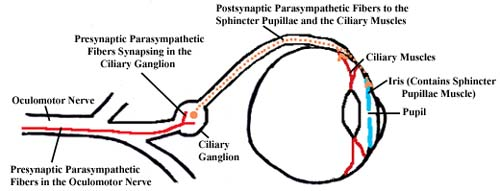 Postsynaptic Parasympathetic Fibers to the
Sphincter Pupillae and the Ciliary Muscles
Presynaptic Parasympathetic
Fibers Synapsing in the
Ciliary Ganglion
Ciliary Muscles
Iris (Contains Sphincter
Pupillae Muscle)
Oculomotor Nerve
Pupil
Ciliary
Ganglion
Presynaptic Parasympathetic
Fibers in the Oculomotor Nerve